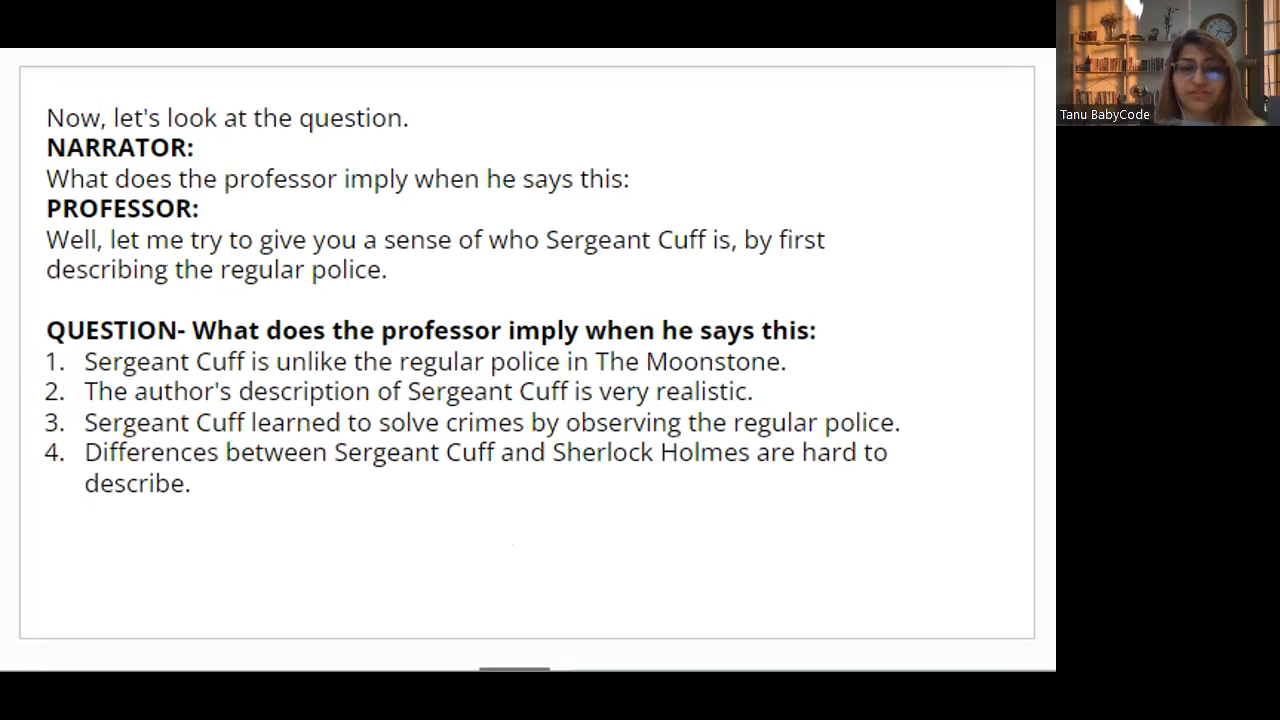 Now, let's look at the question.
NARRATOR:
What does the professor imply when he says this:
PROFESSOR:
Well, let me try to give you a sense of who Sergeant Cuff is, by first
describing the regular police.
QUESTION- What does the professor imply when he says this:
1. Sergeant Cuff is unlike the regular police in The Moonstone.
2. The author's description of Sergeant Cuff is very realistic.
3. Sergeant Cuff learned to solve crimes by observing the regular police.
4. Differences between Sergeant Cuff and Sherlock Holmes are hard to
describe.
Tanu BabyCode